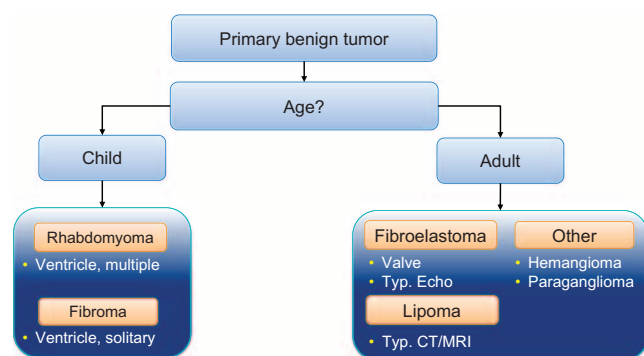 Primary benign tumor
Age?
Child
Adult
Rhabdomyoma
• Ventricle, multiple
Fibroma
• Ventricle, solitary
Fibroelastoma
• Valve
• Typ. Echo
Lipoma
• Typ. CT/MRI
Other
• Hemangioma
• Paraganglioma